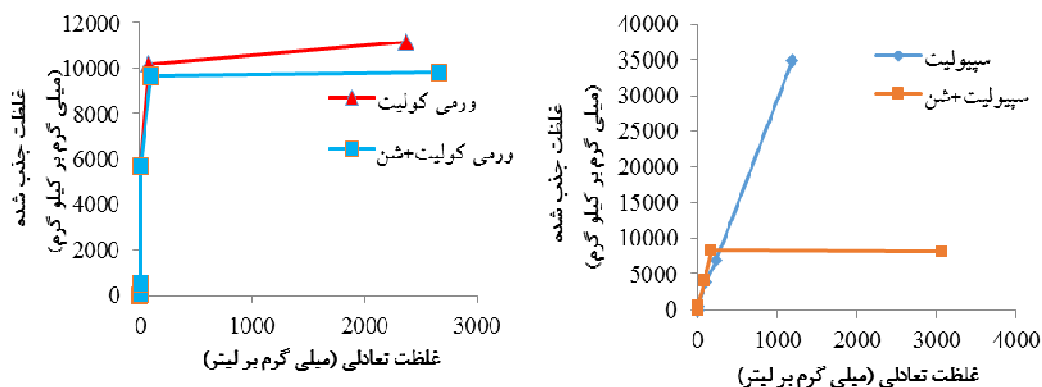 12000
10000
8000
6000
4000
2000
0
0 1000 2000 3000
غلظت جذب شده
(میلی گرم بر کیلو گرم)
ورمی کولیت
ورمی کولیت+شن
غلظت تعادلی (میلی گرم بر لیتر)
40000
35000
30000
25000
20000
15000
10000
5000
0
0 1000 2000 3000 4000
غلظت جذب شده
(میلی گرم بر کیلو گرم)
سپیولیت
سپیولیت+شن
غلظت تعادلی (میلی گرم بر لیتر)